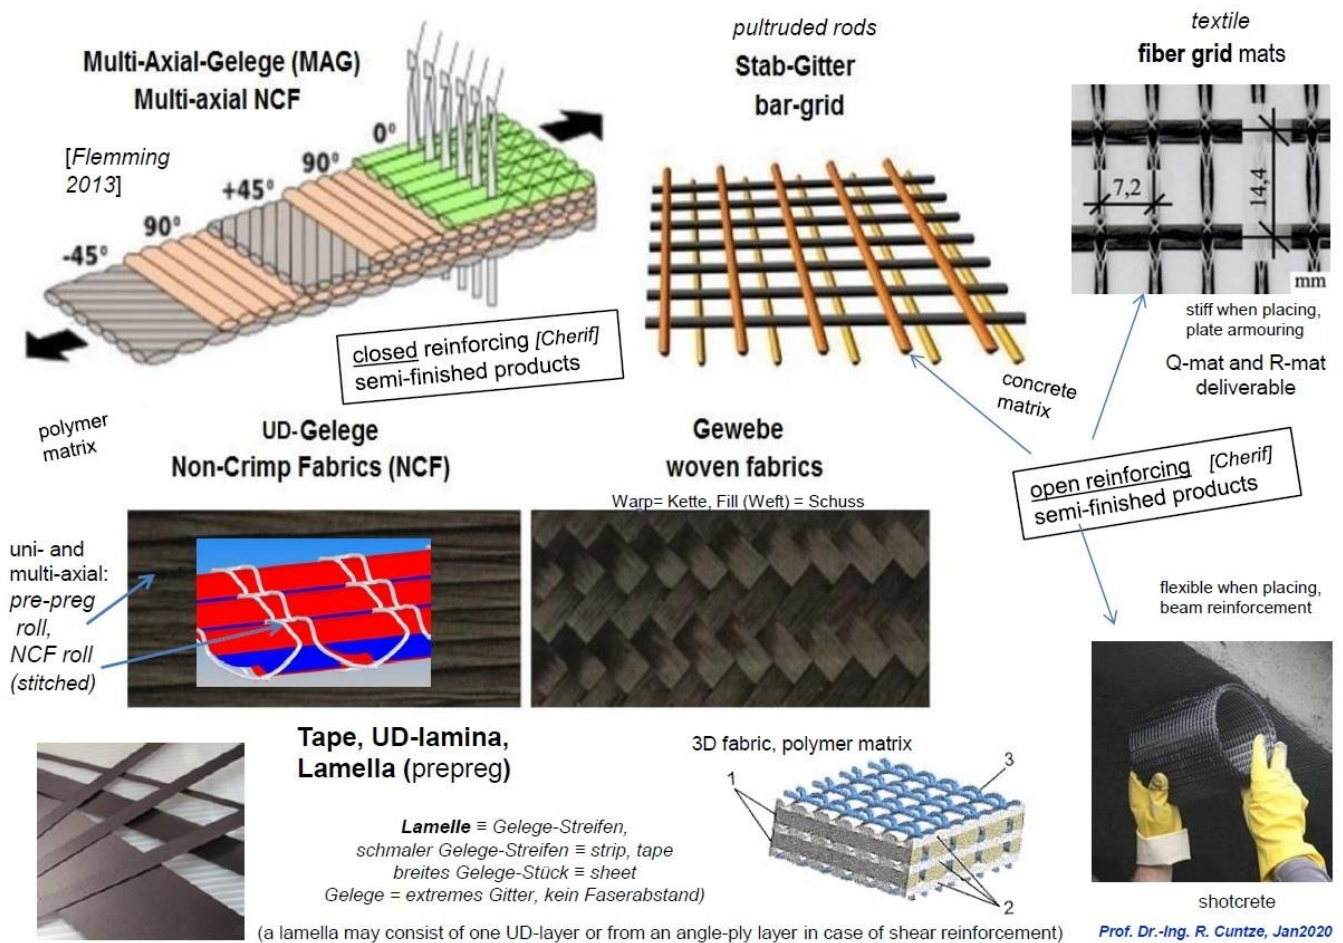 Multi-Axial-Gelege (MAG)
Multi-axial NCF
[Flemming
2013]
-45°
90°
+45°
90°
0°
closed reinforcing [Cherif]
semi-finished products
polymer
matrix
pultruded rods
Stab-Gitter
bar-grid
concrete
matrix
textile
fiber grid mats
7,2
14,4
mm
stiff when placing,
plate armouring
Q-mat and R-mat
deliverable
open reinforcing [Cherif]
semi-finished products
flexible when placing,
beam reinforcement
shotcrete
UD-Gelege
Non-Crimp Fabrics (NCF)
Gewebe
woven fabrics
Warp= Kette, Fill (Weft) = Schuss
uni- and
multi-axial:
pre-preg
roll,
NCF roll
(stitched)
Tape, UD-lamina,
Lamella (prepreg)
Lamelle ≡ Gelege-Streifen,
schmaler Gelege-Streifen ≡ strip, tape
breites Gelege-Stück ≡ sheet
Gelege = extremes Gitter, kein Faserabstand)
3D fabric, polymer matrix
1
3
2
(a lamella may consist of one UD-layer or from an angle-ply layer in case of shear reinforcement)
Prof. Dr.-Ing. R. Cuntze, Jan2020